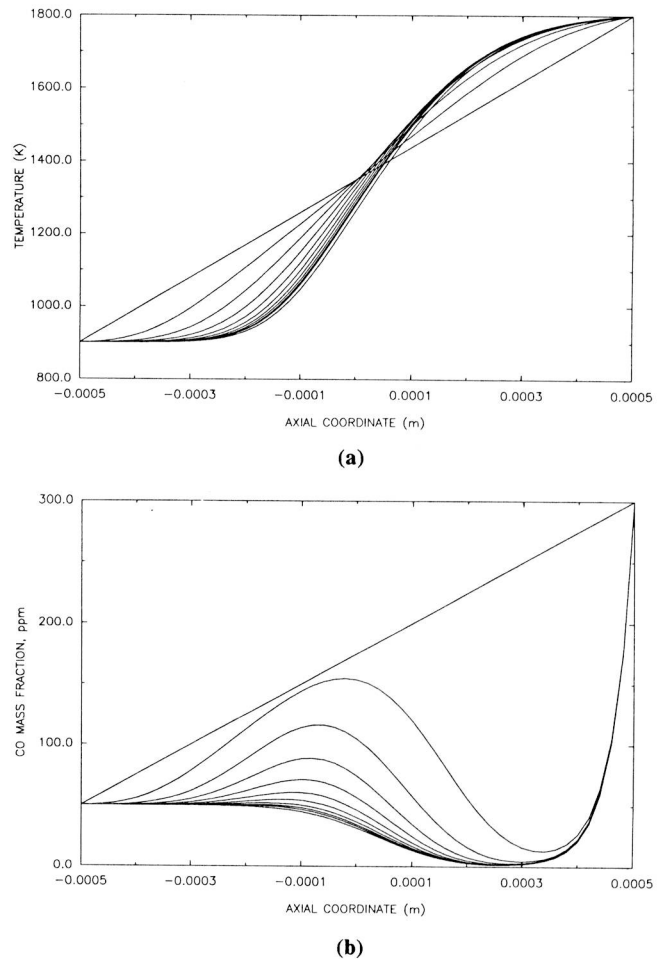 1800.0
1600.0
1400.0
1200.0
1000.0
800.0
TEMPERATURE (K)
−0.0005 −0.0003 −0.0001 0.0001 0.0003 0.0005
AXIAL COORDINATE (m)
(a)
300.0
200.0
100.0
0.0
CO MASS FRACTION, ppm
−0.0005 −0.0003 −0.0001 0.0001 0.0003 0.0005
AXIAL COORDINATE (m)
(b)